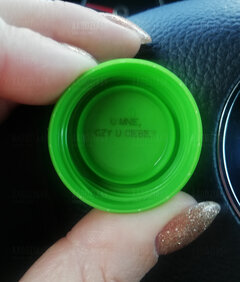 U MNIE,
CZY U CIEBIE?